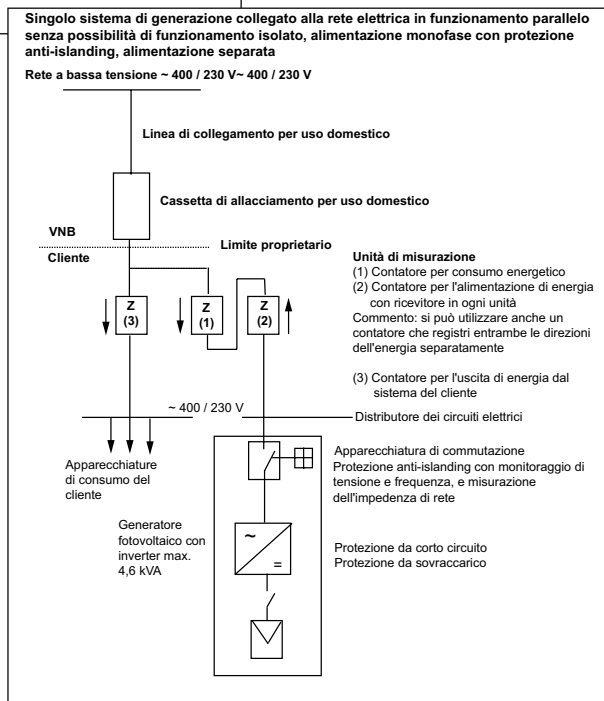 Singolo sistema di generazione collegato alla rete elettrica in funzionamento parallelo
senza possibilità di funzionamento isolato, alimentazione monofase con protezione
anti-islanding, alimentazione separata
Rete a bassa tensione ~ 400 / 230 V~ 400 / 230 V
Linea di collegamento per uso domestico
Cassetta di allacciamento per uso domestico
VNB
Limite proprietario
Cliente
Z
(3)
Z
(1)
Z
(2)
Unità di misurazione
(1) Contatore per consumo energetico
(2) Contatore per l'alimentazione di energia
con ricevitore in ogni unità
Commento: si può utilizzare anche un
contatore che registri entrambe le direzioni
dell'energia separatamente
(3) Contatore per l'uscita di energia dal
sistema del cliente
~ 400 / 230 V
Distributore dei circuiti elettrici
Apparecchiature
di consumo del
cliente
Apparecchiatura di commutazione
Protezione anti-islanding con monitoraggio di
tensione e frequenza, e misurazione
dell'impedenza di rete
Generatore
fotovoltaico con
inverter max.
4,6 kVA
~
=
Protezione da corto circuito
Protezione da sovraccarico